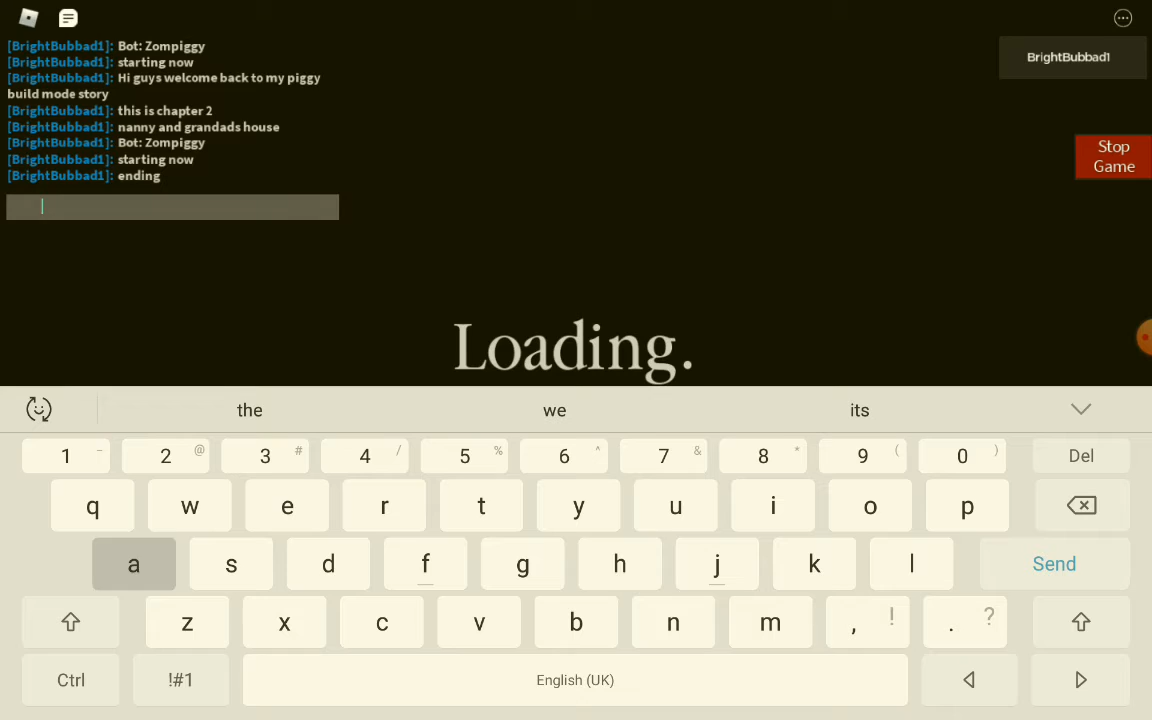 [BrightBubbad1]: Bot: Zompiggy
[BrightBubbad1]: starting now
[BrightBubbad1]: Hi guys welcome back to my piggy
build mode story
[BrightBubbad1]: this is chapter 2
[BrightBubbad1]: nanny and grandads house
[BrightBubbad1]: Bot: Zompiggy
[BrightBubbad1]: starting now
[BrightBubbad1]: ending
BrightBubbad1
Stop
Game
Loading.
the we its
1 - 2 @ 3 # 4 / 5 % 6 ^ 7 & 8 * 9 ( 0 ) Del
q w e r t y u i o p
a s d f g h j k l Send
z x c v b n m , ! . ?
Ctrl !#1 English (UK)